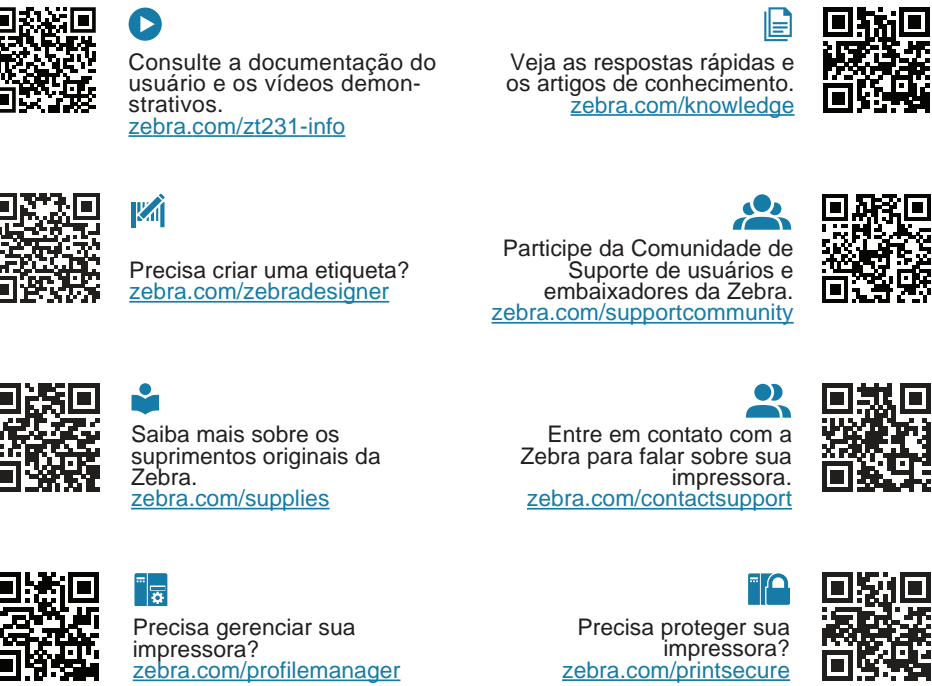 Consulte a documentação do
usuário e os vídeos demon-
strativos.
zebra.com/zt231-info
Veja as respostas rápidas e
os artigos de conhecimento.
zebra.com/knowledge
Precisa criar uma etiqueta?
zebra.com/zebradesigner
Participe da Comunidade de
Suporte de usuários e
embaixadores da Zebra.
zebra.com/supportcommunity
Saiba mais sobre os
suprimentos originais da
Zebra.
zebra.com/supplies
Entre em contato com a
Zebra para falar sobre sua
impressora.
zebra.com/contactsupport
Precisa gerenciar sua
impressora?
zebra.com/profilemanager
Precisa proteger sua
impressora?
zebra.com/printsecure